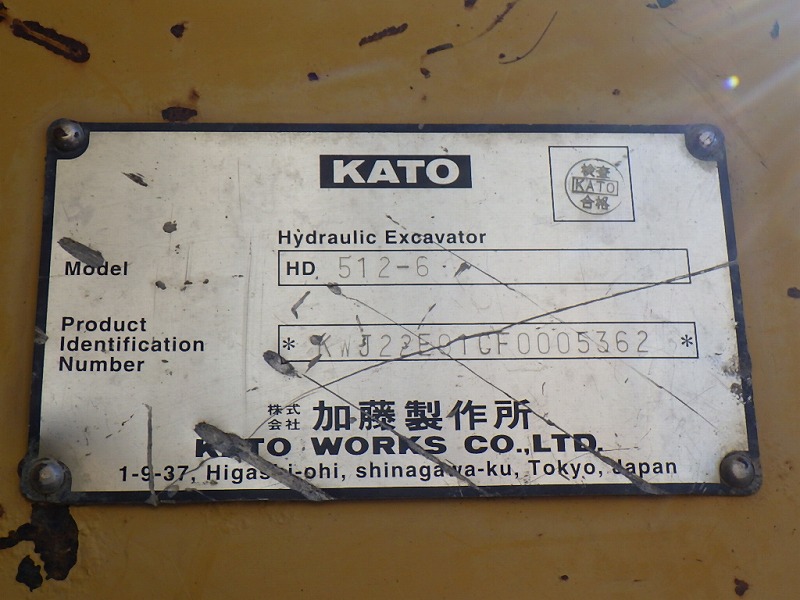 KATO
検査
KATO
合格
Hydraulic Excavator
Model HD 512-6
Product
Identification
Number
* KWJ22E01CF0005362 *
株式会社 加藤製作所
KATO WORKS CO.,LTD.
1-9-37, Higashi-ohi, shinagawa-ku, Tokyo, Japan